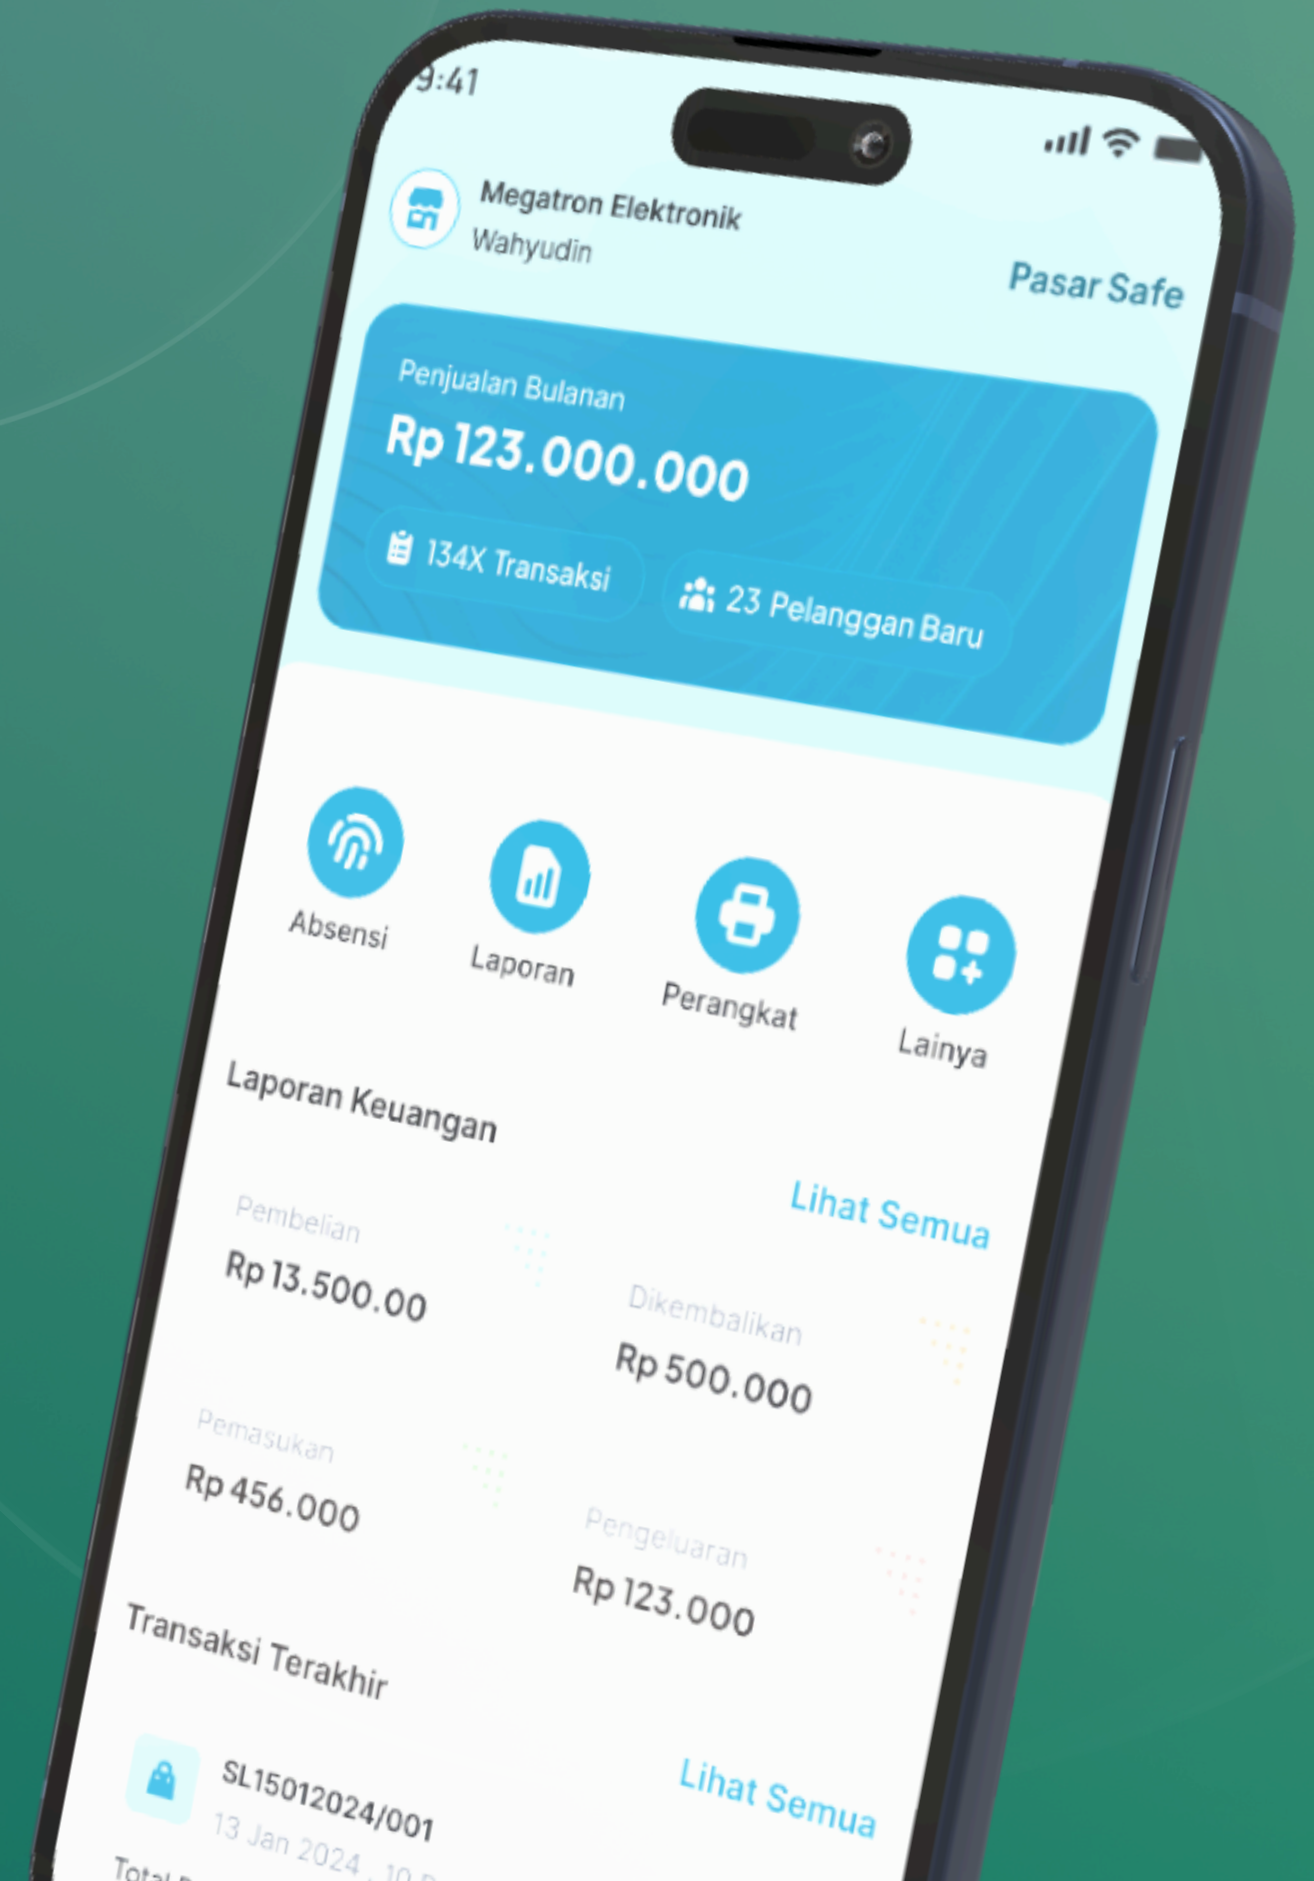 9:41
Megatron Elektronik
Wahyudin
Pasar Safe
Penjualan Bulanan
Rp 123.000.000
134X Transaksi
23 Pelanggan Baru
Absensi
Laporan
Perangkat
Lainya
Laporan Keuangan
Lihat Semua
Pembelian
Rp 13.500.00
Dikembalikan
Rp 500.000
Pemasukan
Rp 456.000
Pengeluaran
Rp 123.000
Transaksi Terakhir
Lihat Semua
SL15012024/001
13 Jan 2024 . 10
Total